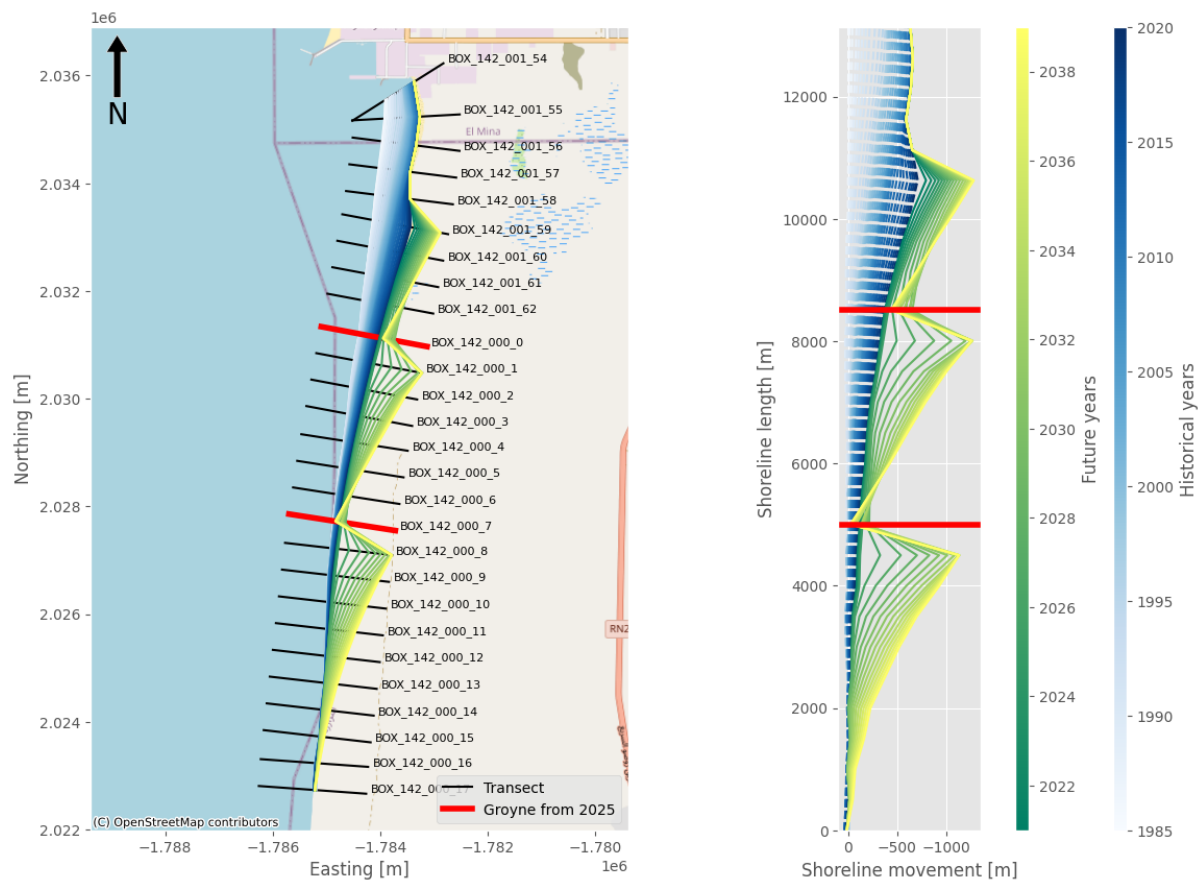 1e6
2.036
2.034
2.032
2.030
2.028
2.026
2.024
2.022
Northing [m]
N
BOX_142_001_54
BOX_142_001_55
El Mina
BOX_142_001_56
BOX_142_001_57
BOX_142_001_58
BOX_142_001_59
BOX_142_001_60
BOX_142_001_61
BOX_142_001_62
BOX_142_000_0
BOX_142_000_1
BOX_142_000_2
BOX_142_000_3
BOX_142_000_4
BOX_142_000_5
BOX_142_000_6
BOX_142_000_7
BOX_142_000_8
BOX_142_000_9
BOX_142_000_10
BOX_142_000_11
RN2
BOX_142_000_12
BOX_142_000_13
BOX_142_000_14
BOX_142_000_15
BOX_142_000_16
BOX_142_000_17
Transect
Groyne from 2025
(C) OpenStreetMap contributors
−1.788
−1.786
−1.784
−1.782
−1.780
1e6
Easting [m]
12000
10000
8000
6000
4000
2000
0
Shoreline length [m]
0
−500
−1000
Shoreline movement [m]
2038
2036
2034
2032
2030
2028
2026
2024
2022
Future years
2020
2015
2010
2005
2000
1995
1990
1985
Historical years